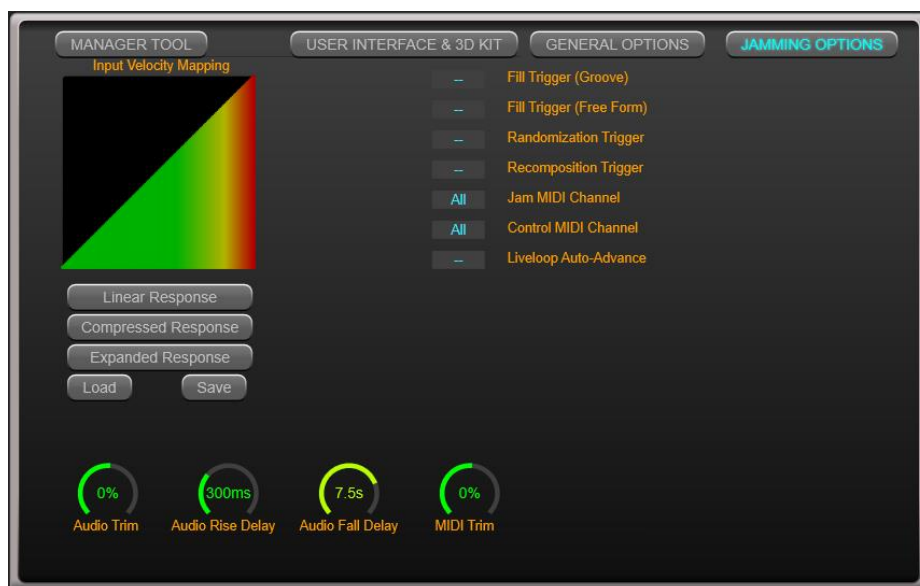 MANAGER TOOL USER INTERFACE & 3D KIT GENERAL OPTIONS JAMMING OPTIONS
Input Velocity Mapping
-- Fill Trigger (Groove)
-- Fill Trigger (Free Form)
-- Randomization Trigger
-- Recomposition Trigger
All Jam MIDI Channel
All Control MIDI Channel
-- Liveloop Auto-Advance
Linear Response
Compressed Response
Expanded Response
Load Save
0% 300ms 7.5s 0%
Audio Trim Audio Rise Delay Audio Fall Delay MIDI Trim